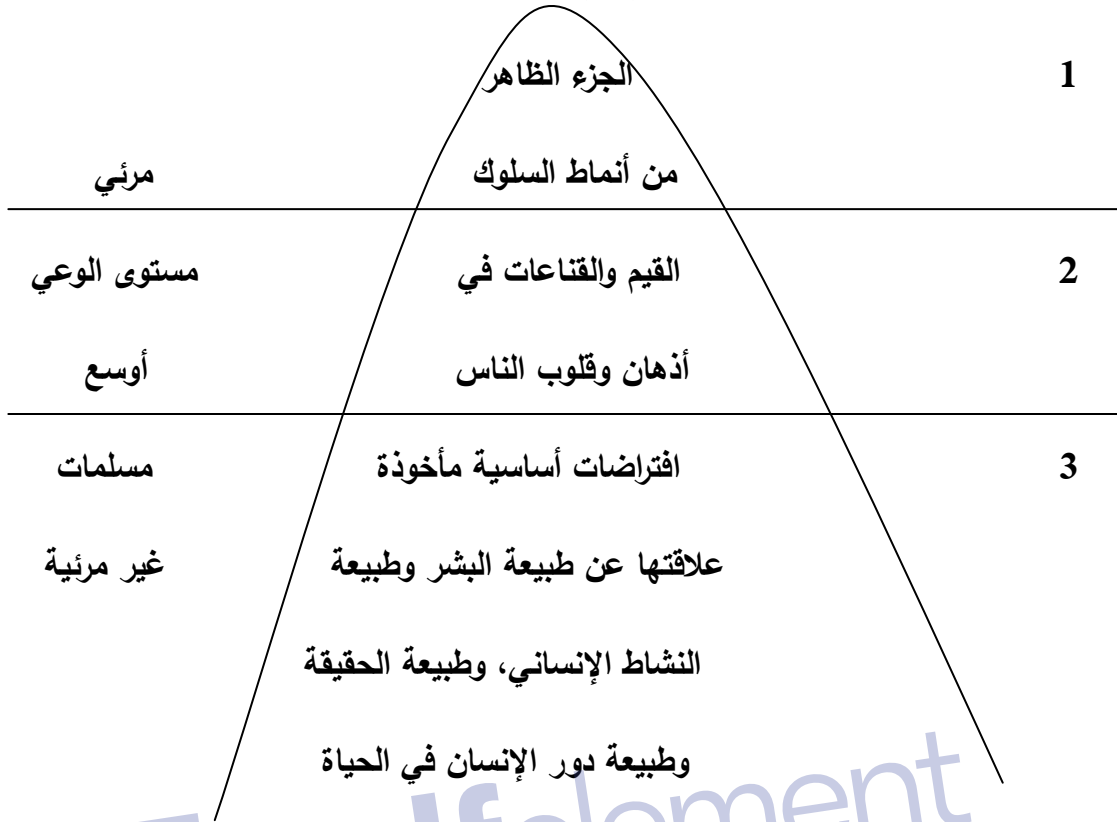 1 الجزء الظاهر
من أنماط السلوك مرئي
2 القيم والقناعات في مستوى الوعي
أذهان وقلوب الناس أوسع
3 افتراضات أساسية مأخوذة مسلمات
علاقتها عن طبيعة البشر وطبيعة غير مرئية
النشاط الإنساني، وطبيعة الحقيقة
وطبيعة دور الإنسان في الحياة
element